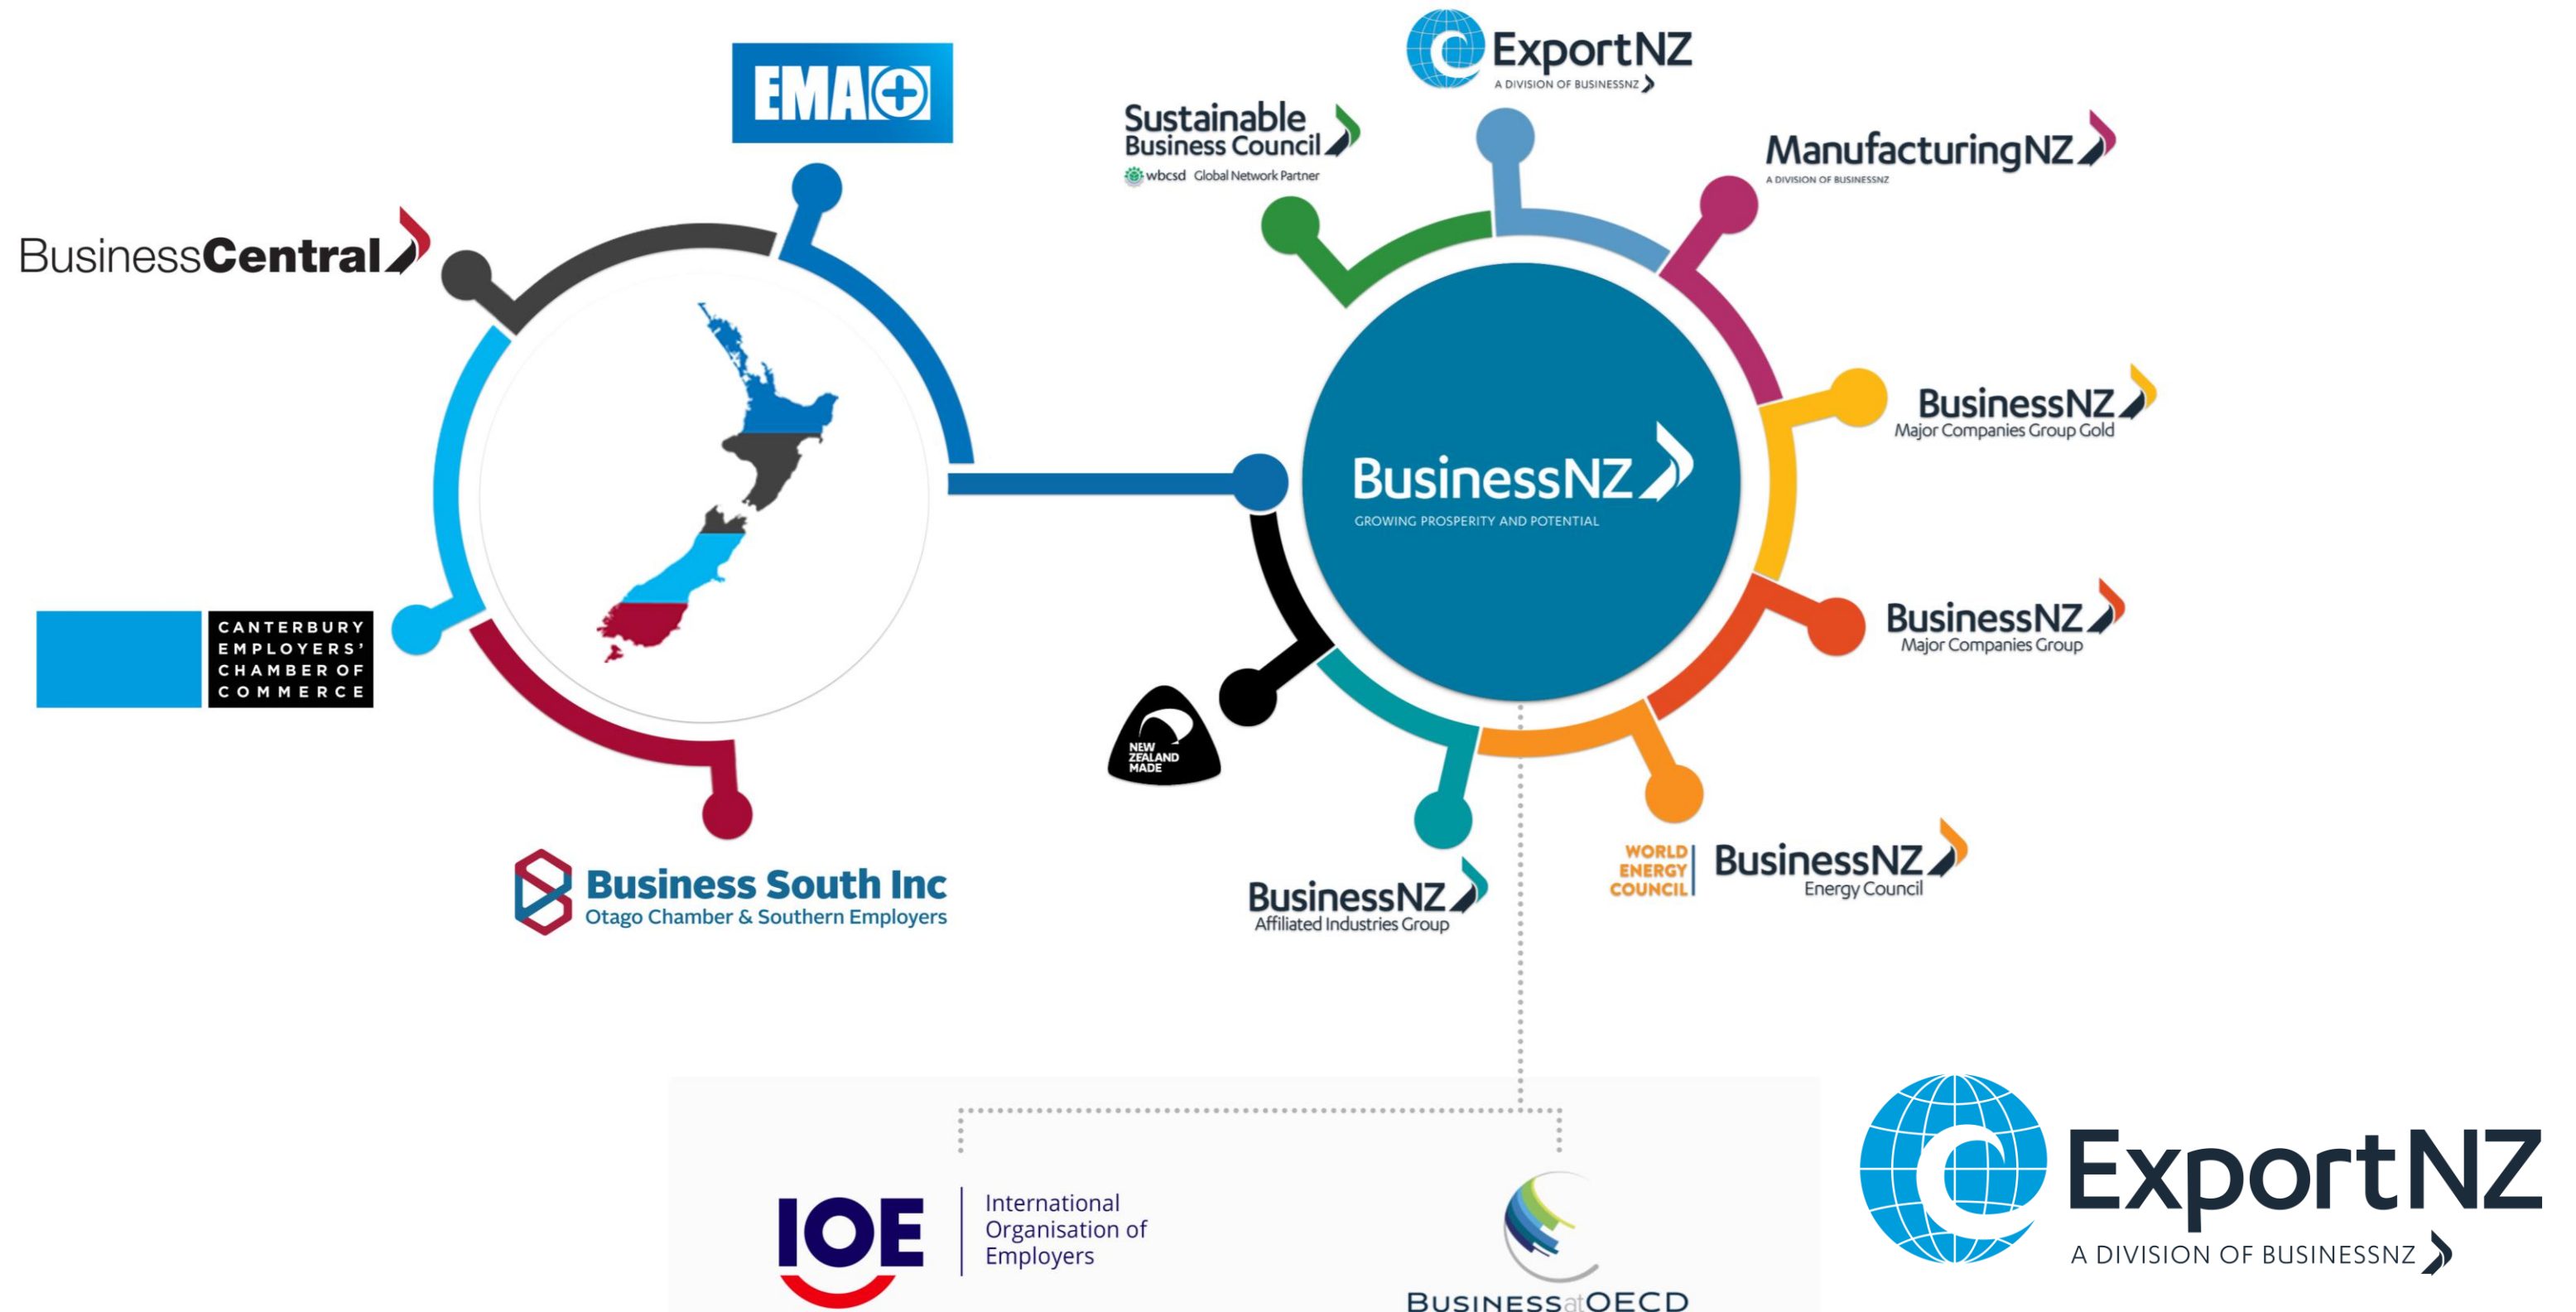 EMA
ExportNZ
A DIVISION OF BUSINESSNZ
Sustainable
Business Council
wbcsd Global Network Partner
ManufacturingNZ
A DIVISION OF BUSINESSNZ
BusinessCentral
BusinessNZ
Major Companies Group Gold
BusinessNZ
GROWING PROSPERITY AND POTENTIAL
CANTERBURY
EMPLOYERS'
CHAMBER OF
COMMERCE
BusinessNZ
Major Companies Group
NEW
ZEALAND
MADE
Business South Inc
Otago Chamber & Southern Employers
BusinessNZ
Affiliated Industries Group
WORLD
ENERGY
COUNCIL
BusinessNZ
Energy Council
IOE
International
Organisation of
Employers
BUSINESSatOECD
ExportNZ
A DIVISION OF BUSINESSNZ